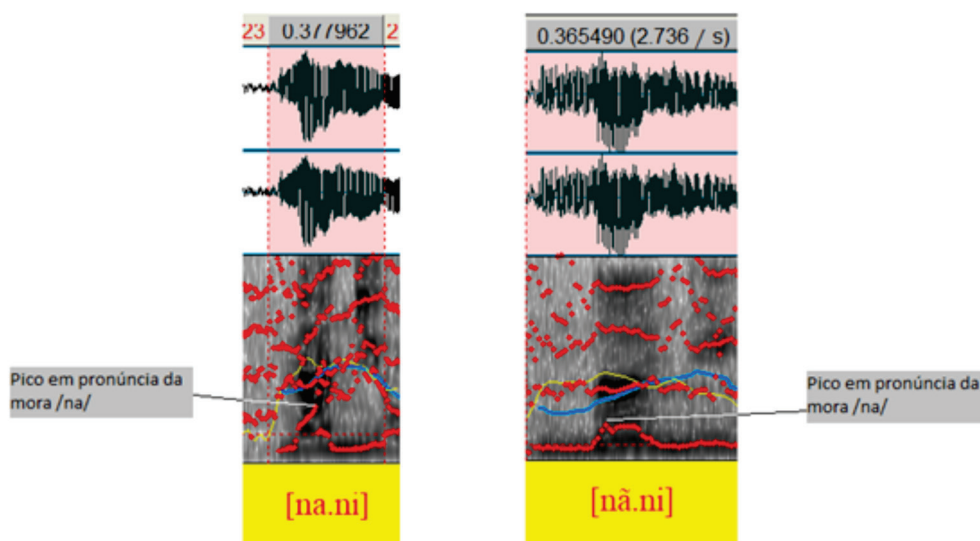 23 0.377962 2
0.365490 (2.736 / s)
Pico em pronúncia da
mora /na/
Pico em pronúncia da
mora /na/
[na.ni]
[nã.ni]